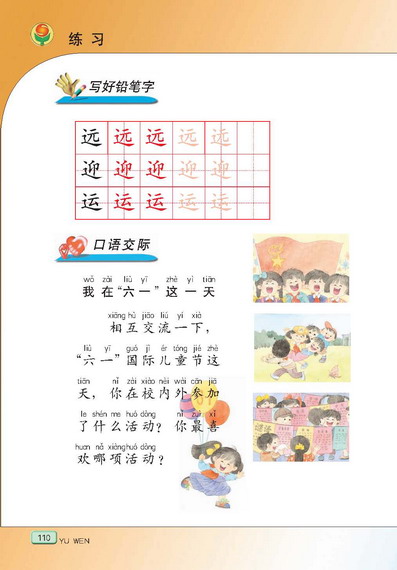 练习
写好铅笔字
远 远 远 远 远
迎 迎 迎 迎 迎
运 运 运 运 运
口语交际
wǒ zài liù yī zhè yì tiān
我在“六一”这一天
xiāng hù jiāo liú yí xià
相互交流一下,
liù yī guó jì ér tóng jié zhè
“六一”国际儿童节这
tiān nǐ zài xiào nèi wài cān jiā
天,你在校内外参加
le shén me huó dòng nǐ zuì xǐ
了什么活动?你最喜
huan nǎ xiàng huó dòng
欢哪项活动?
110 YU WEN